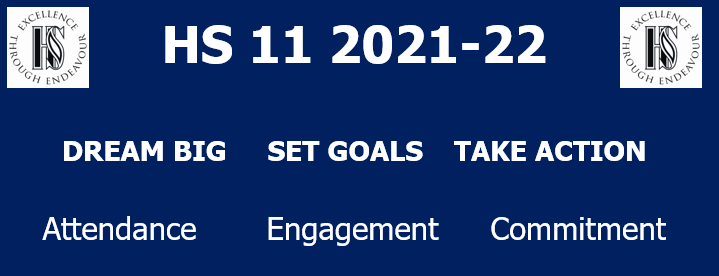 EXCELLENCE THROUGH ENDEAVOUR
HS
HS 11 2021-22
EXCELLENCE THROUGH ENDEAVOUR
HS
DREAM BIG SET GOALS TAKE ACTION
Attendance Engagement Commitment